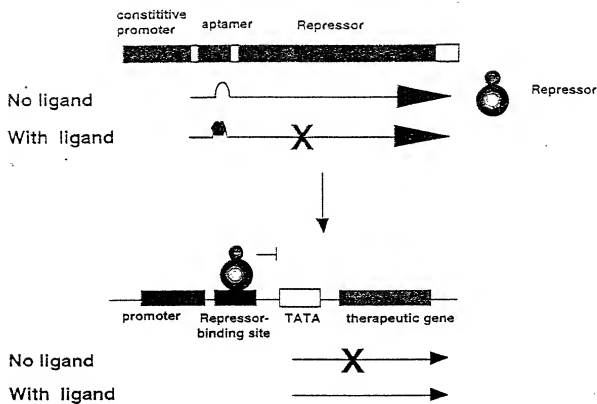 constititive promoter
aptamer
Repressor
No ligand
Repressor
With ligand
X
promoter
Repressor-binding site
TATA
therapeutic gene
No ligand
X
With ligand